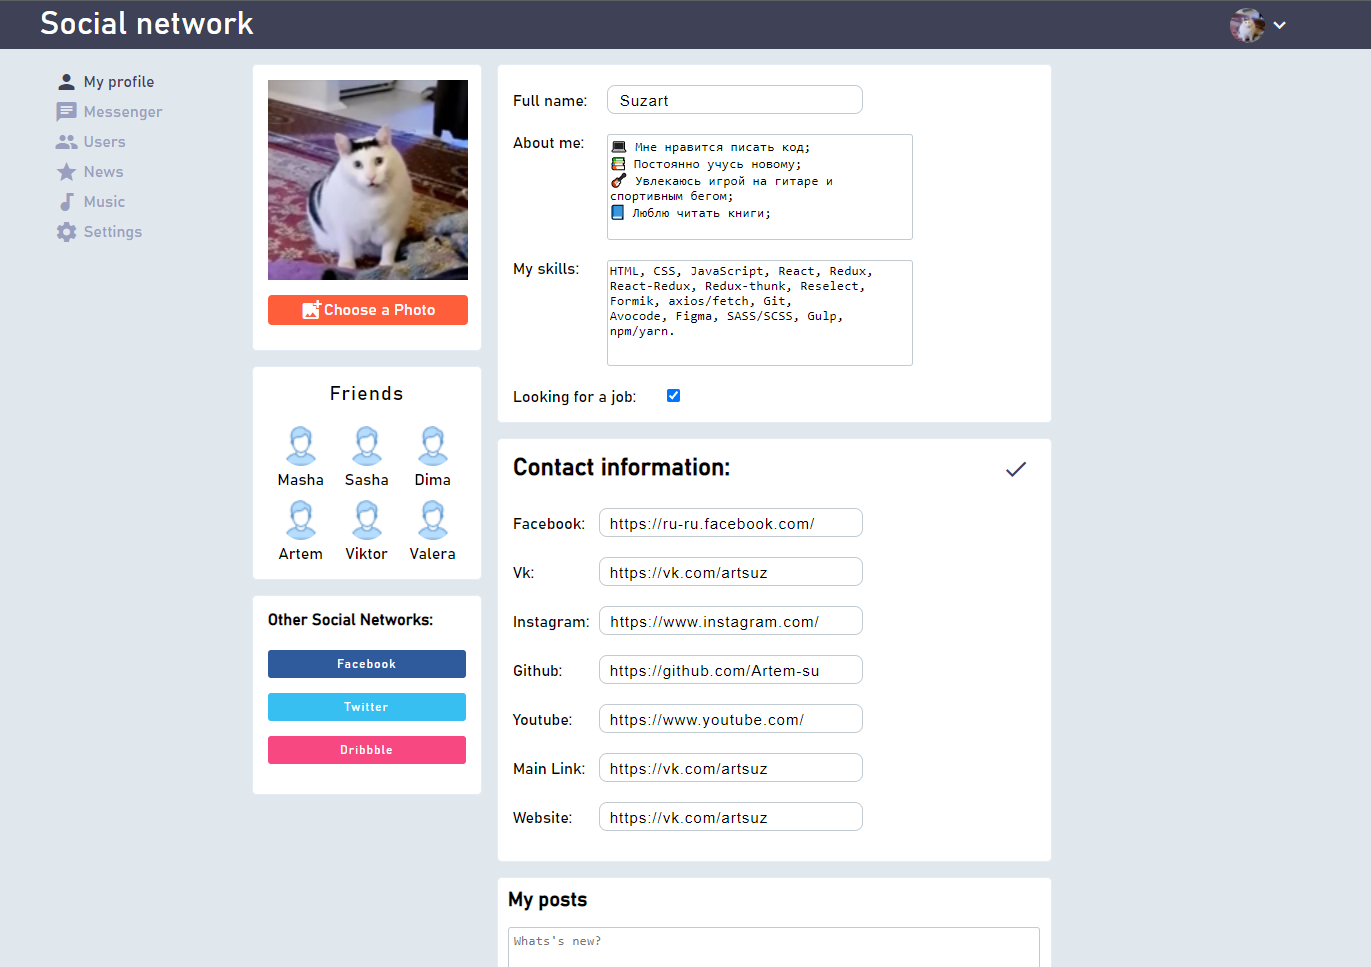 Social network
My profile
Messenger
Users
News
Music
Settings
Choose a Photo
Friends
Masha Sasha Dima
Artem Viktor Valera
Other Social Networks:
Facebook
Twitter
Dribbble
Full name: Suzart
About me:
💻 Мне нравится писать код;
📚 Постоянно учусь новому;
🎸 Увлекаюсь игрой на гитаре и
спортивным бегом;
📘 Люблю читать книги;
My skills:
HTML, CSS, JavaScript, React, Redux,
React-Redux, Redux-thunk, Reselect,
Formik, axios/fetch, Git,
Avocode, Figma, SASS/SCSS, Gulp,
npm/yarn.
Looking for a job:
Contact information:
Facebook: https://ru-ru.facebook.com/
Vk: https://vk.com/artsuz
Instagram: https://www.instagram.com/
Github: https://github.com/Artem-su
Youtube: https://www.youtube.com/
Main Link: https://vk.com/artsuz
Website: https://vk.com/artsuz
My posts
Whats's new?